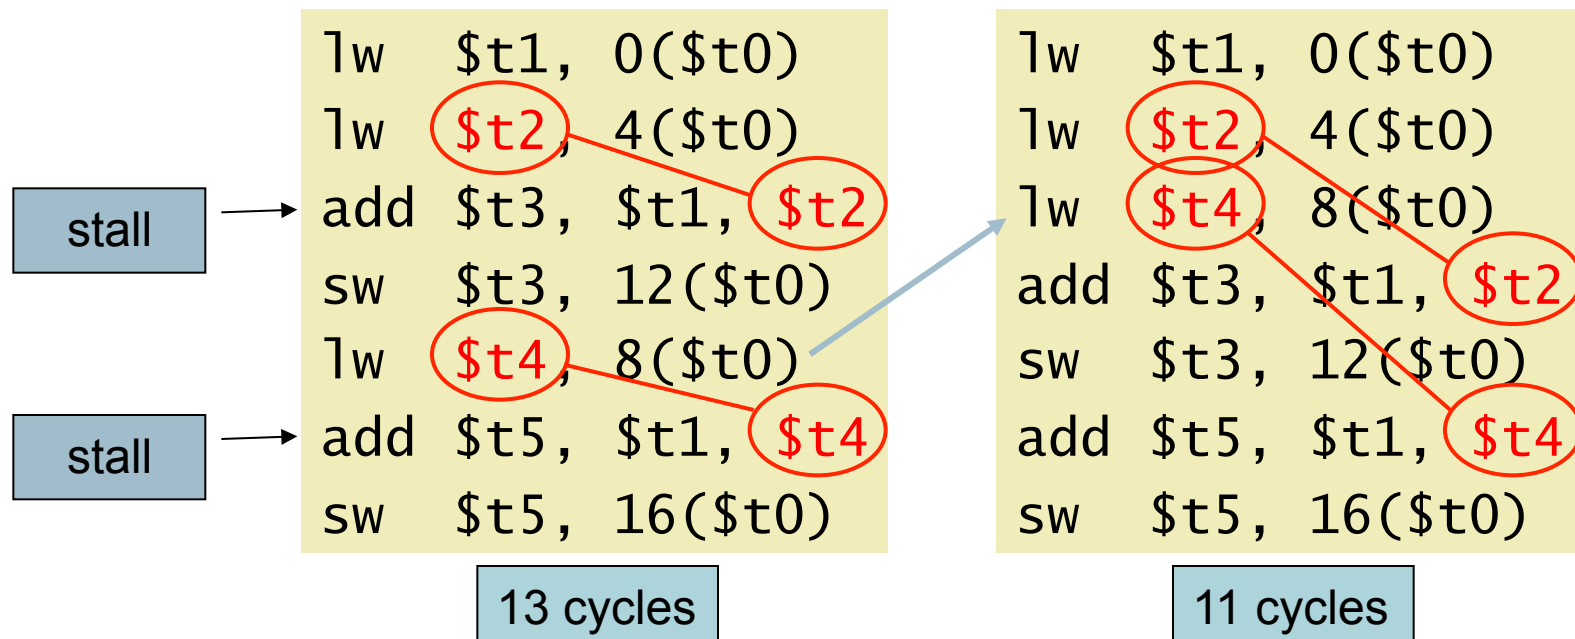 lw $t1, 0($t0)
lw $t2, 4($t0)
add $t3, $t1, $t2
sw $t3, 12($t0)
lw $t4, 8($t0)
add $t5, $t1, $t4
sw $t5, 16($t0)
stall
stall
13 cycles
lw $t1, 0($t0)
lw $t2, 4($t0)
lw $t4, 8($t0)
add $t3, $t1, $t2
sw $t3, 12($t0)
add $t5, $t1, $t4
sw $t5, 16($t0)
11 cycles